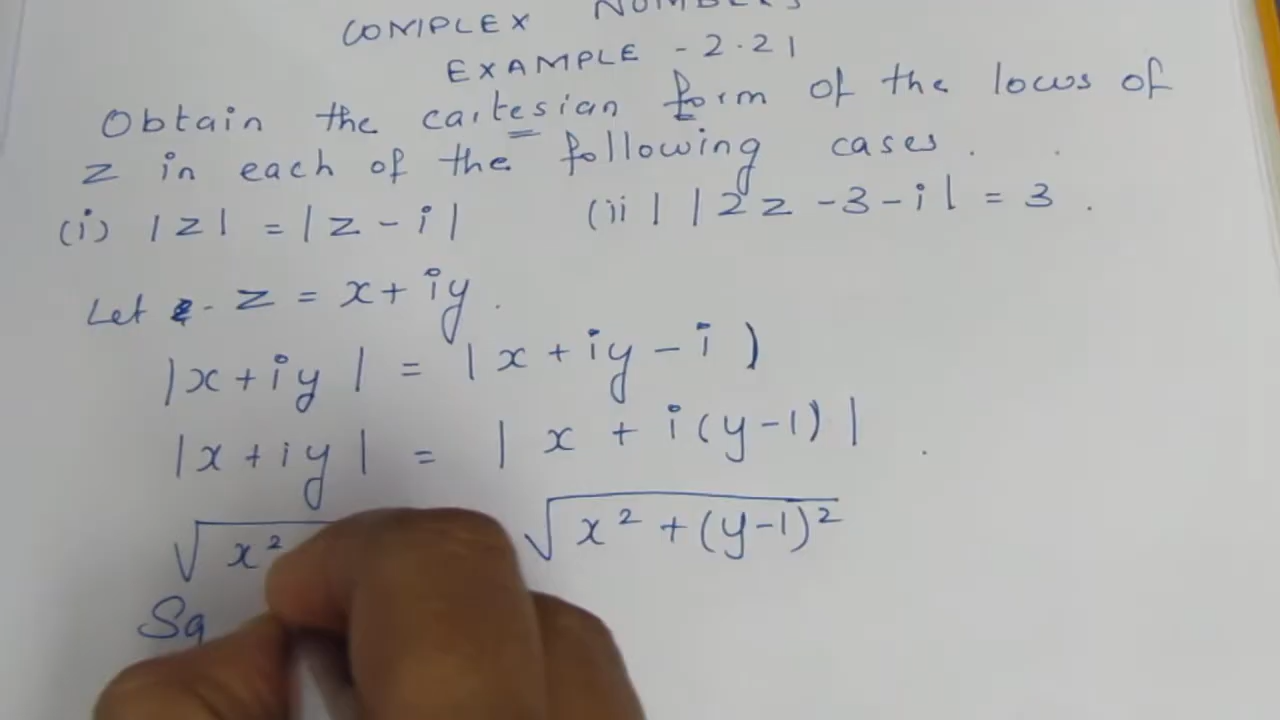 COMPLEX NUMBERS
EXAMPLE - 2.21
Obtain the cartesian form of the locus of
z in each of the following cases.
(i) |z| = |z - i| (ii) |2z - 3 - i| = 3.
Let z = x + iy.
|x + iy| = |x + iy - i|
|x + iy| = |x + i(y-1)|
√x² √x² + (y-1)²
Sq